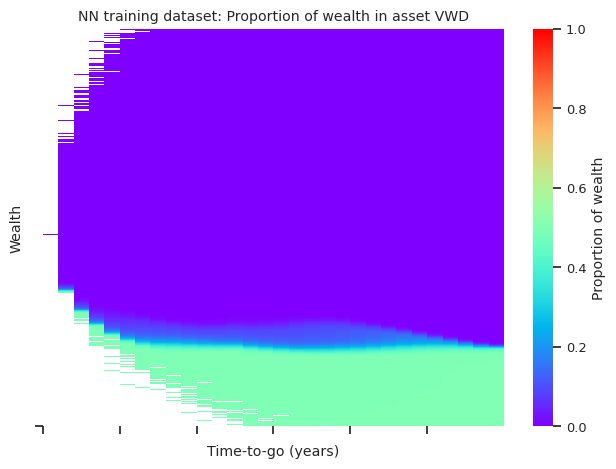 NN training dataset: Proportion of wealth in asset VWD
Wealth
Time-to-go (years)
1.0
0.8
0.6
0.4
0.2
0.0
Proportion of wealth